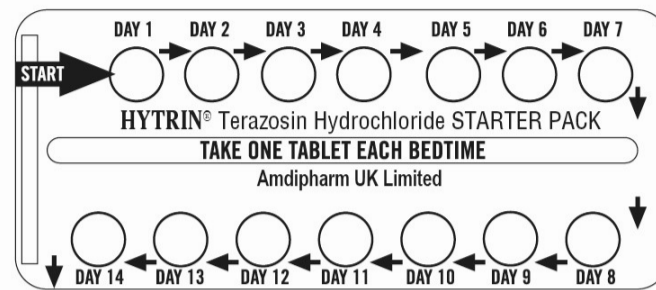 DAY 1 DAY 2 DAY 3 DAY 4 DAY 5 DAY 6 DAY 7
START
HYTRIN® Terazosin Hydrochloride STARTER PACK
TAKE ONE TABLET EACH BEDTIME
Amdipharm UK Limited
DAY 14 DAY 13 DAY 12 DAY 11 DAY 10 DAY 9 DAY 8